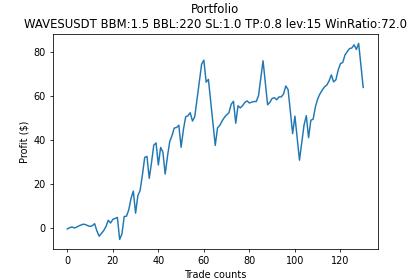 Portfolio
WAVESUSDT BBM:1.5 BBL:220 SL:1.0 TP:0.8 lev:15 WinRatio:72.0
80
60
40
20
0
Profit ($)
0 20 40 60 80 100 120
Trade counts